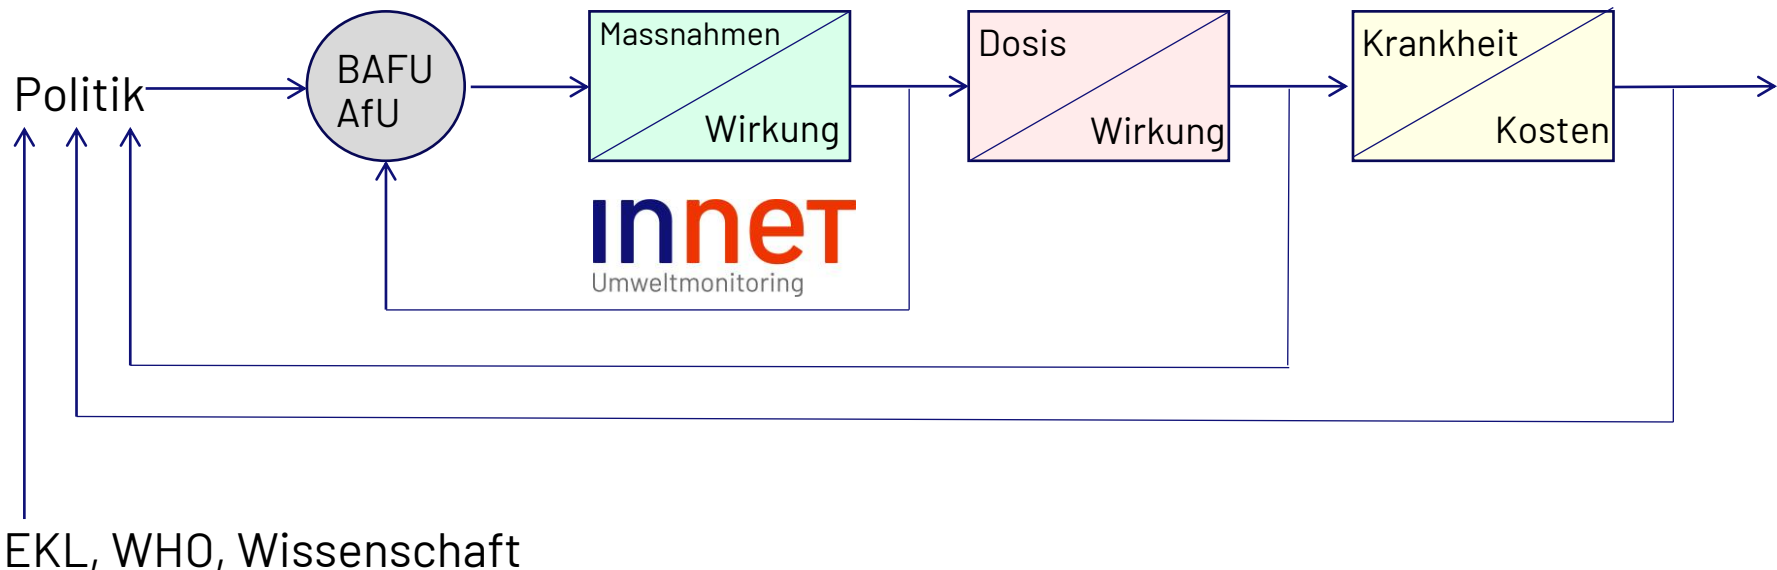 Politik
BAFU
AfU
Massnahmen
Wirkung
Dosis
Wirkung
Krankheit
Kosten
inneT
Umweltmonitoring
EKL, WHO, Wissenschaft